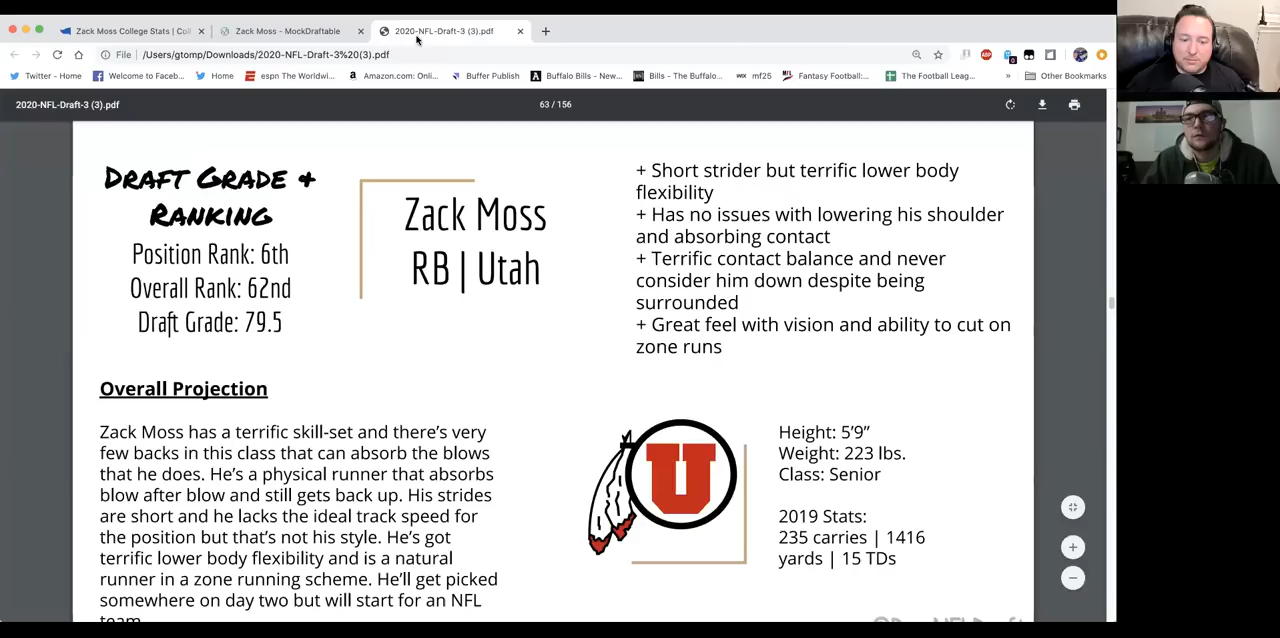 Zack Moss College Stats | Coll
Zack Moss - MockDraftable
2020-NFL-Draft-3 (3).pdf
File | /Users/gtomp/Downloads/2020-NFL-Draft-3%20(3).pdf
Twitter - Home
Welcome to Faceb...
Home
espn The Worldwi...
Amazon.com: Onli...
Buffer Publish
Buffalo Bills - New...
Bills - The Buffalo...
mf25
Fantasy Football:...
The Football Leag...
»
Other Bookmarks
2020-NFL-Draft-3 (3).pdf
63 / 156
Draft Grade +
Ranking
Position Rank: 6th
Overall Rank: 62nd
Draft Grade: 79.5
Zack Moss
RB | Utah
+ Short strider but terrific lower body
flexibility
+ Has no issues with lowering his shoulder
and absorbing contact
+ Terrific contact balance and never
consider him down despite being
surrounded
+ Great feel with vision and ability to cut on
zone runs
Overall Projection
Zack Moss has a terrific skill-set and there's very
few backs in this class that can absorb the blows
that he does. He's a physical runner that absorbs
blow after blow and still gets back up. His strides
are short and he lacks the ideal track speed for
the position but that's not his style. He's got
terrific lower body flexibility and is a natural
runner in a zone running scheme. He'll get picked
somewhere on day two but will start for an NFL
team
U
Height: 5'9"
Weight: 223 lbs.
Class: Senior
2019 Stats:
235 carries | 1416
yards | 15 TDs